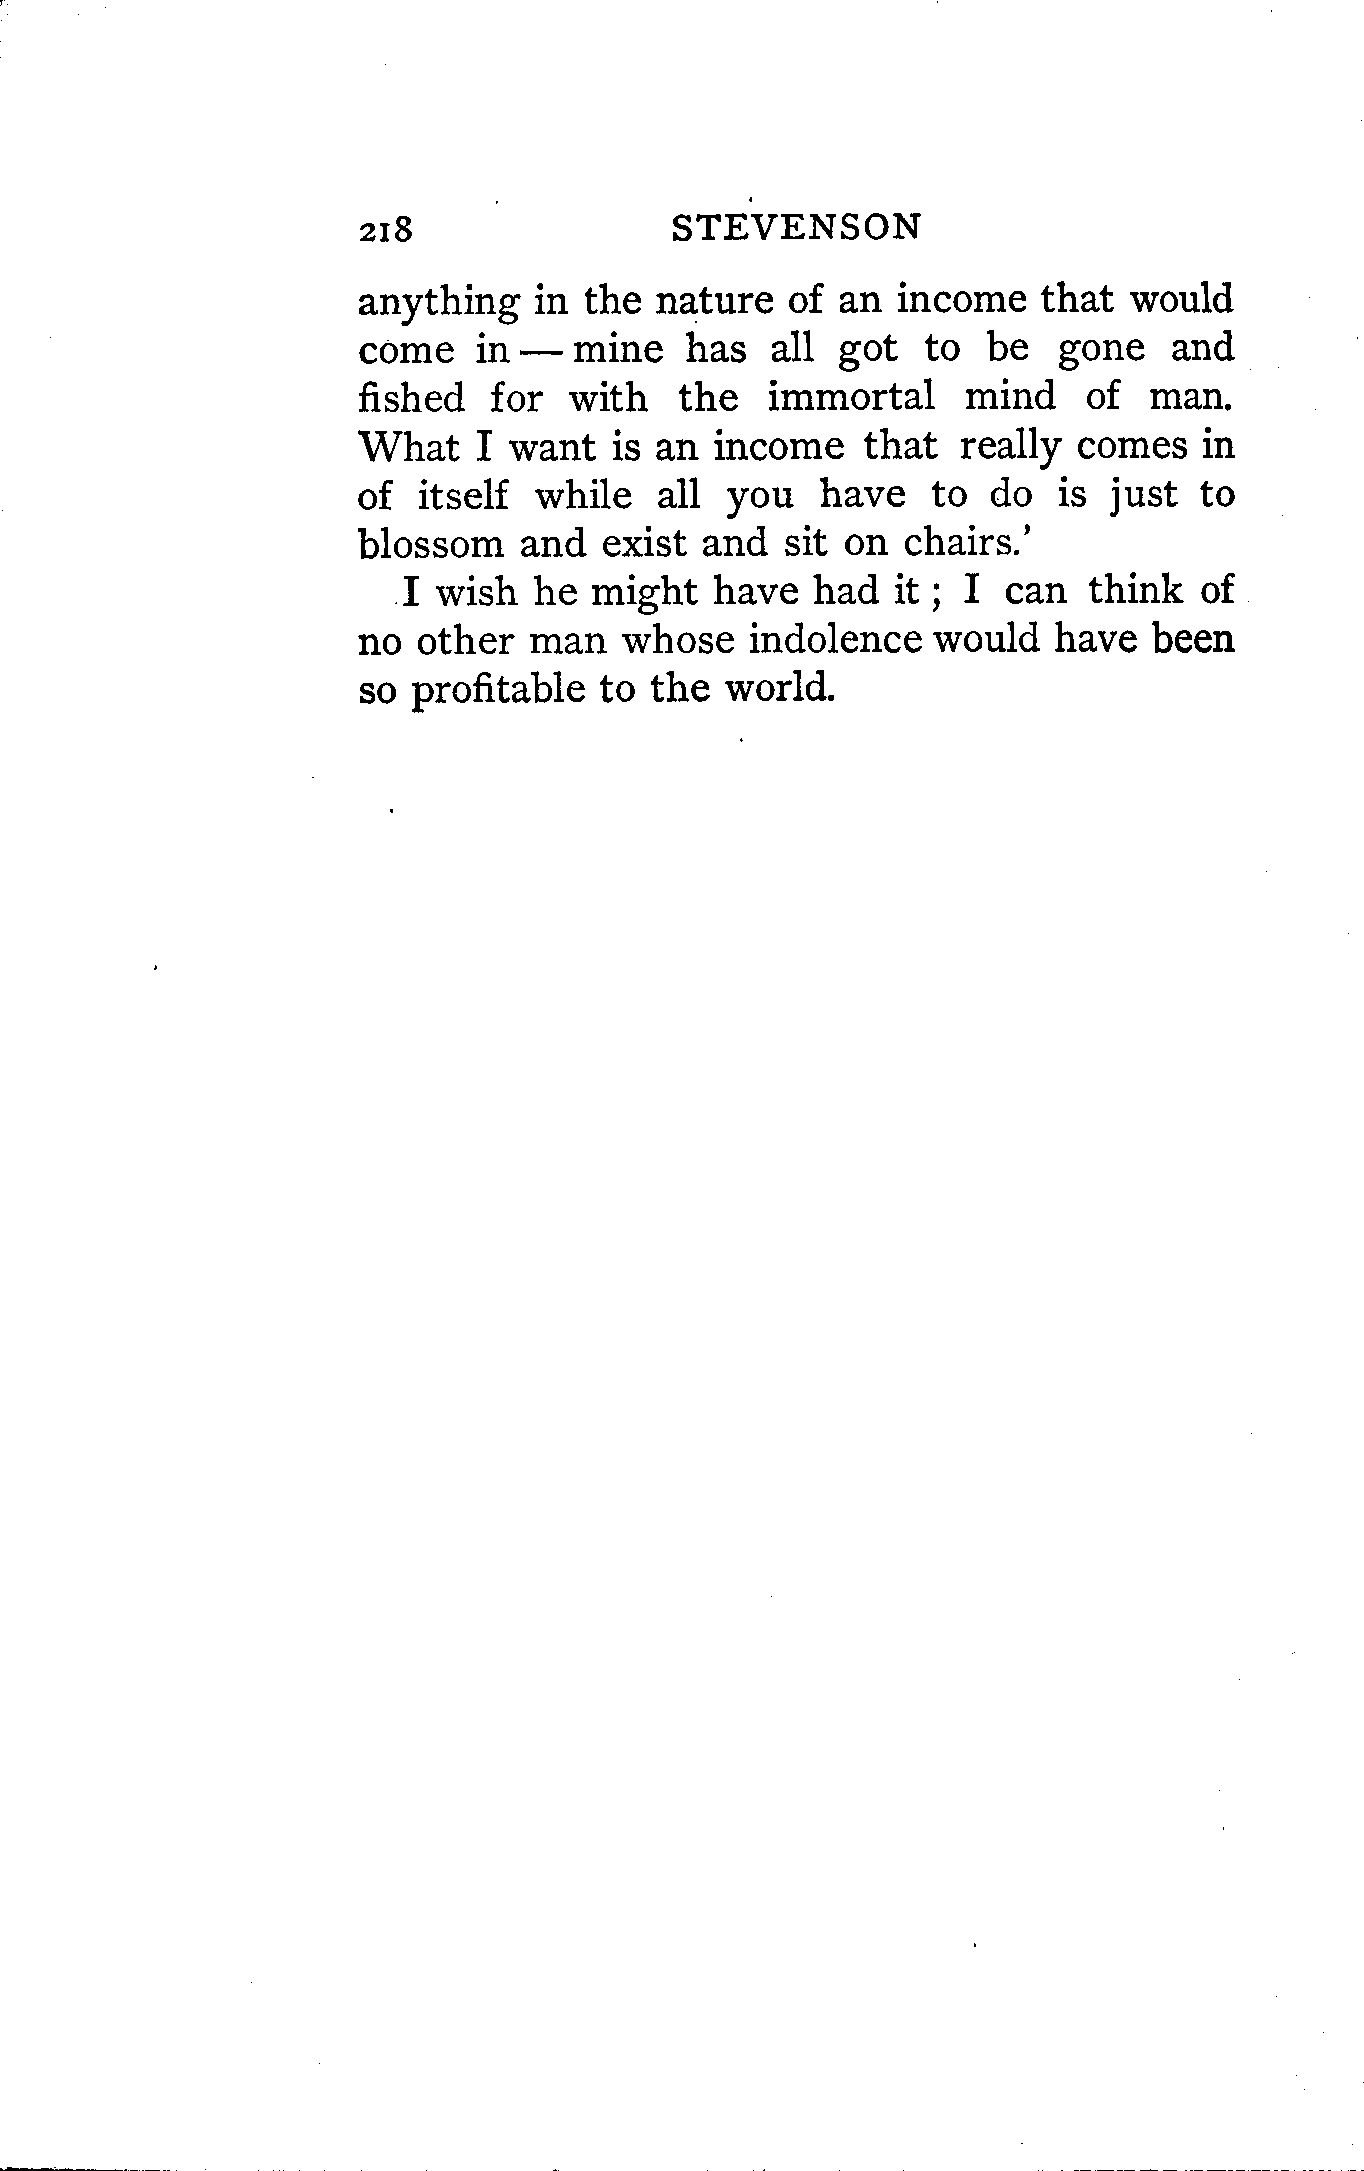 218 STEVENSON
anything in the nature of an income that would
come in — mine has all got to be gone and
fished for with the immortal mind of man.
What I want is an income that really comes in
of itself while all you have to do is just to
blossom and exist and sit on chairs.'
I wish he might have had it ; I can think of
no other man whose indolence would have been
so profitable to the world.